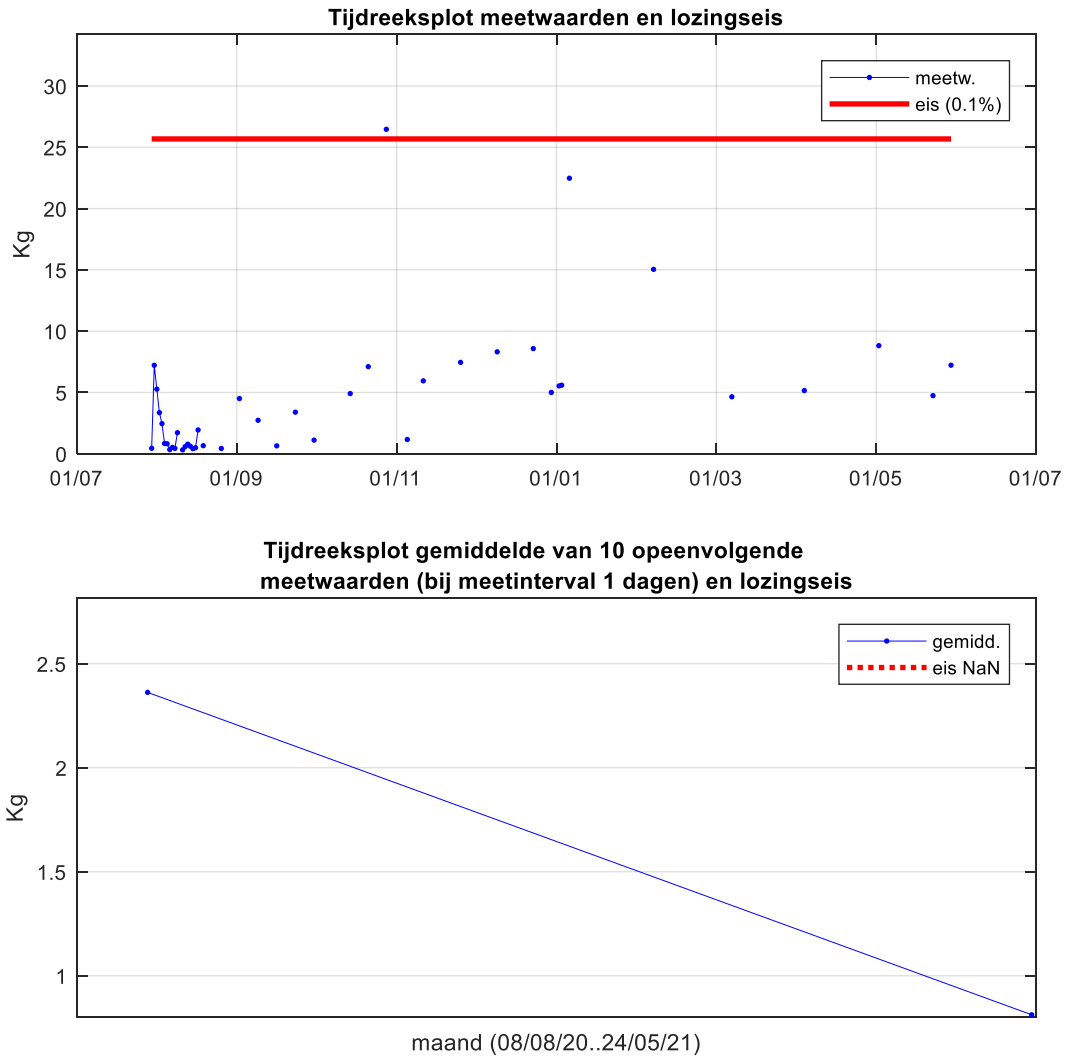 Tijdreeksplot meetwaarden en lozingseis
meetw.
eis (0.1%)
30
25
20
15
10
5
0
Kg
01/07
01/09
01/11
01/01
01/03
01/05
01/07
Tijdreeksplot gemiddelde van 10 opeenvolgende
meetwaarden (bij meetinterval 1 dagen) en lozingseis
gemidd.
eis NaN
2.5
2
1.5
1
Kg
maand (08/08/20..24/05/21)